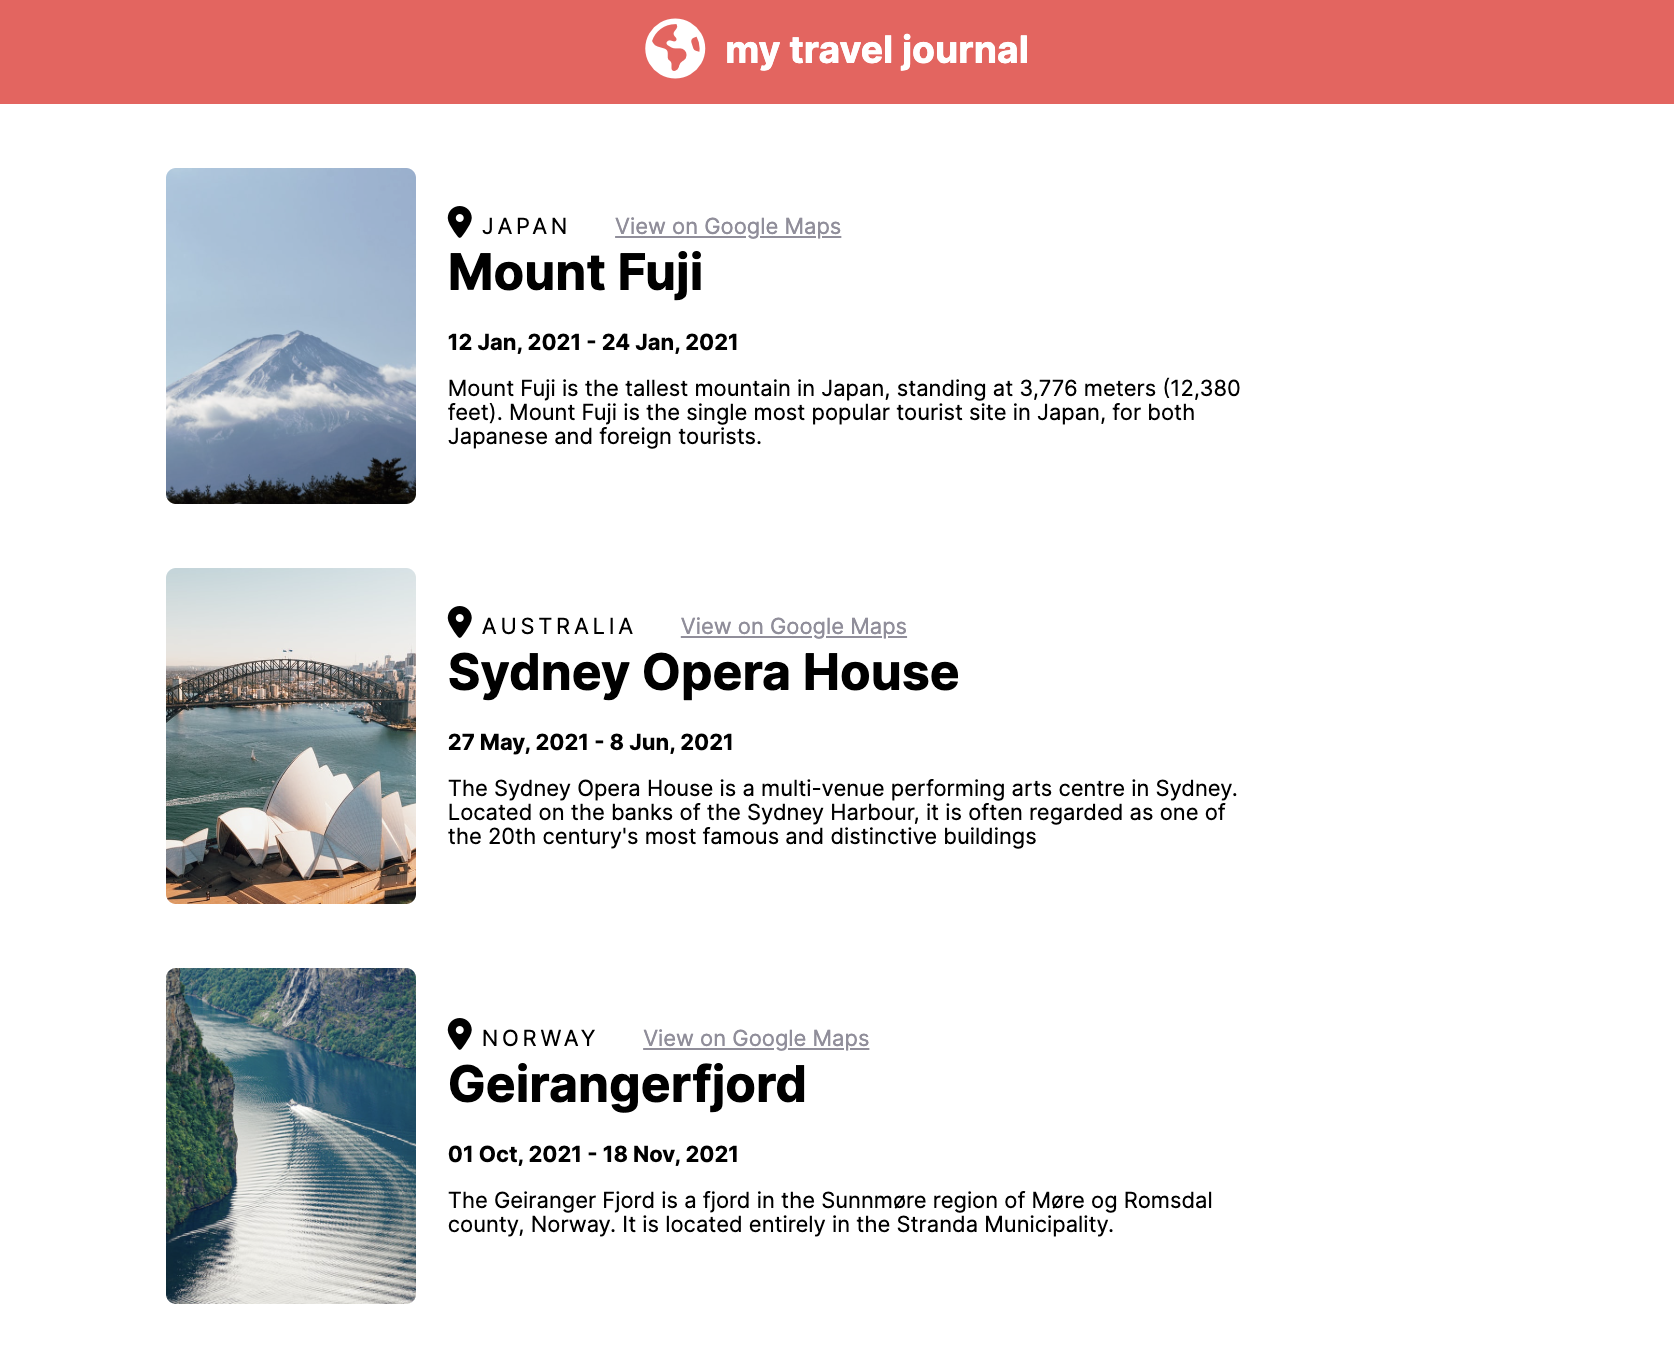 my travel journal
JAPAN View on Google Maps
Mount Fuji
12 Jan, 2021 - 24 Jan, 2021
Mount Fuji is the tallest mountain in Japan, standing at 3,776 meters (12,380
feet). Mount Fuji is the single most popular tourist site in Japan, for both
Japanese and foreign tourists.
AUSTRALIA View on Google Maps
Sydney Opera House
27 May, 2021 - 8 Jun, 2021
The Sydney Opera House is a multi-venue performing arts centre in Sydney.
Located on the banks of the Sydney Harbour, it is often regarded as one of
the 20th century's most famous and distinctive buildings
NORWAY View on Google Maps
Geirangerfjord
01 Oct, 2021 - 18 Nov, 2021
The Geiranger Fjord is a fjord in the Sunnmøre region of Møre og Romsdal
county, Norway. It is located entirely in the Stranda Municipality.